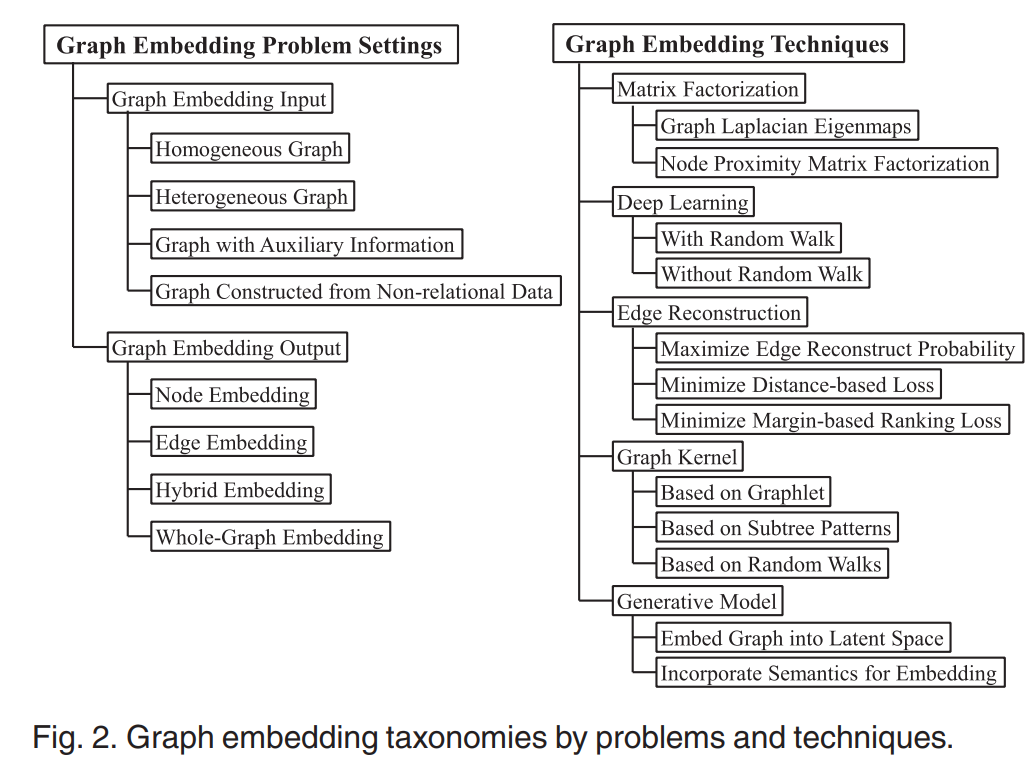 Graph Embedding Problem Settings
Graph Embedding Input
Homogeneous Graph
Heterogeneous Graph
Graph with Auxiliary Information
Graph Constructed from Non-relational Data
Graph Embedding Output
Node Embedding
Edge Embedding
Hybrid Embedding
Whole-Graph Embedding
Graph Embedding Techniques
Matrix Factorization
Graph Laplacian Eigenmaps
Node Proximity Matrix Factorization
Deep Learning
With Random Walk
Without Random Walk
Edge Reconstruction
Maximize Edge Reconstruct Probability
Minimize Distance-based Loss
Minimize Margin-based Ranking Loss
Graph Kernel
Based on Graphlet
Based on Subtree Patterns
Based on Random Walks
Generative Model
Embed Graph into Latent Space
Incorporate Semantics for Embedding
Fig. 2. Graph embedding taxonomies by problems and techniques.